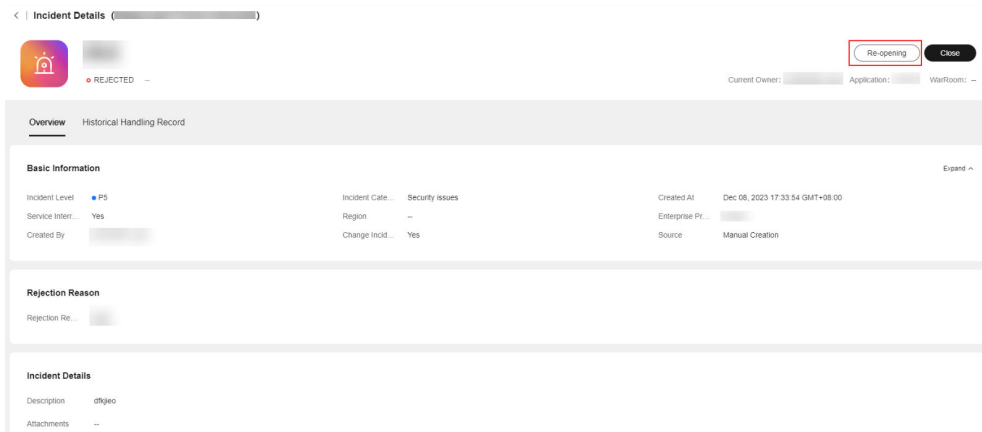 < | Incident Details ( )
Re-opening Close
REJECTED --
Current Owner: Application: WarRoom: --
Overview Historical Handling Record
Basic Information Expand
Incident Level P5 Incident Cate... Security issues Created At Dec 08, 2023 17:33:54 GMT+08:00
Service Interr... Yes Region -- Enterprise Pr...
Created By Change Incid... Yes Source Manual Creation
Rejection Reason
Rejection Re...
Incident Details
Description dfkjieo
Attachments --